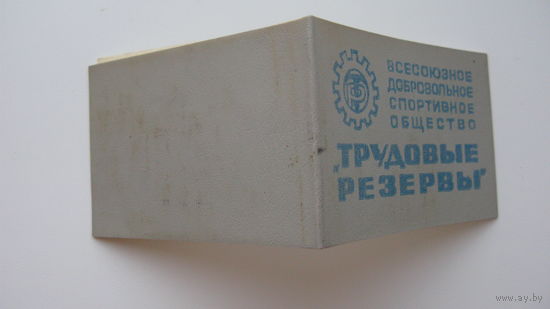 ВСЕСОЮЗНОЕ
ДОБРОВОЛЬНОЕ
СПОРТИВНОЕ
ОБЩЕСТВО
„ТРУДОВЫЕ
РЕЗЕРВЫ"
www.ay.by